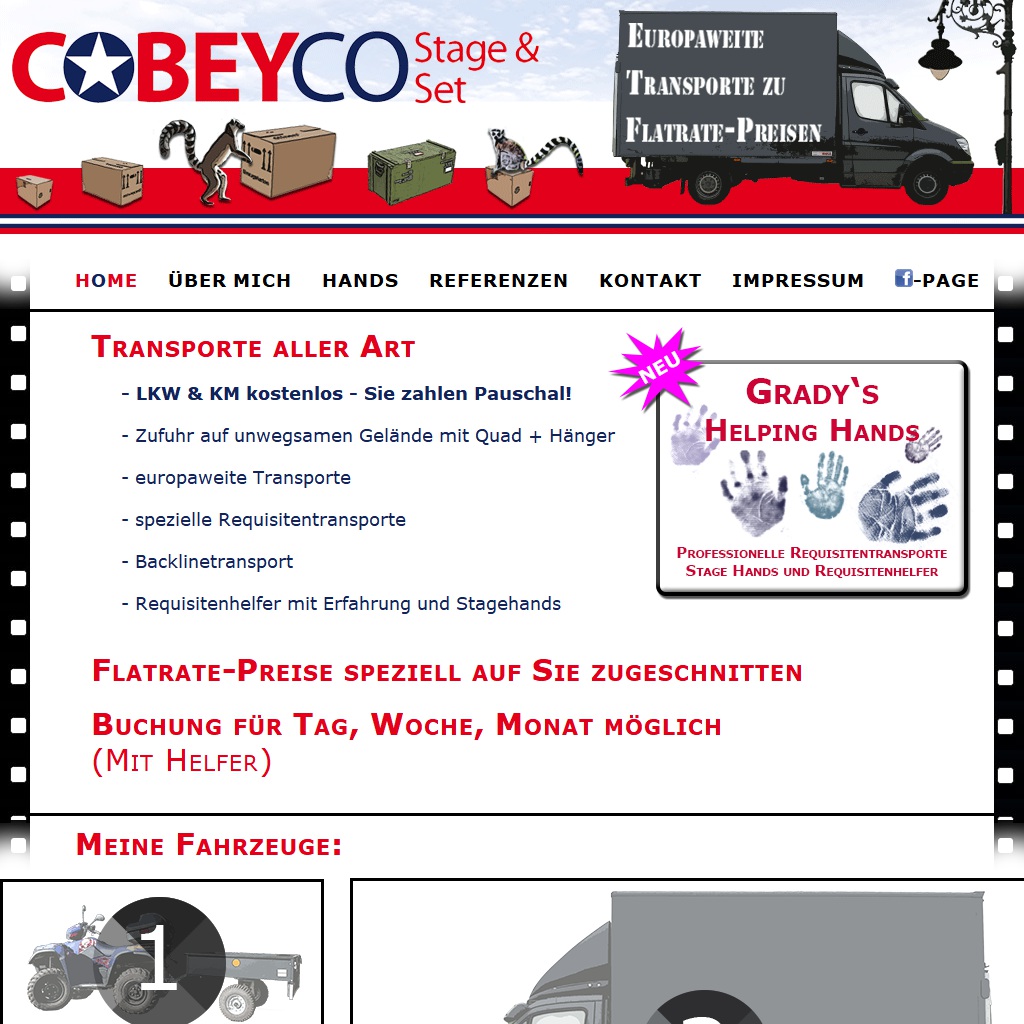 COBEYCO Stage &
Set
Europaweite
Transporte zu
Flatrate-Preisen
HOME ÜBER MICH HANDS REFERENZEN KONTAKT IMPRESSUM f-PAGE
Transporte aller Art
- LKW & KM kostenlos - Sie zahlen Pauschal!
- Zufuhr auf unwegsamen Gelände mit Quad + Hänger
- europaweite Transporte
- spezielle Requisitentransporte
- Backlinetransport
- Requisitenhelfer mit Erfahrung und Stagehands
NEU
Grady‘s
Helping Hands
Professionelle Requisitentransporte
Stage Hands und Requisitenhelfer
Flatrate-Preise speziell auf Sie zugeschnitten
Buchung für Tag, Woche, Monat möglich
(Mit Helfer)
Meine Fahrzeuge:
1